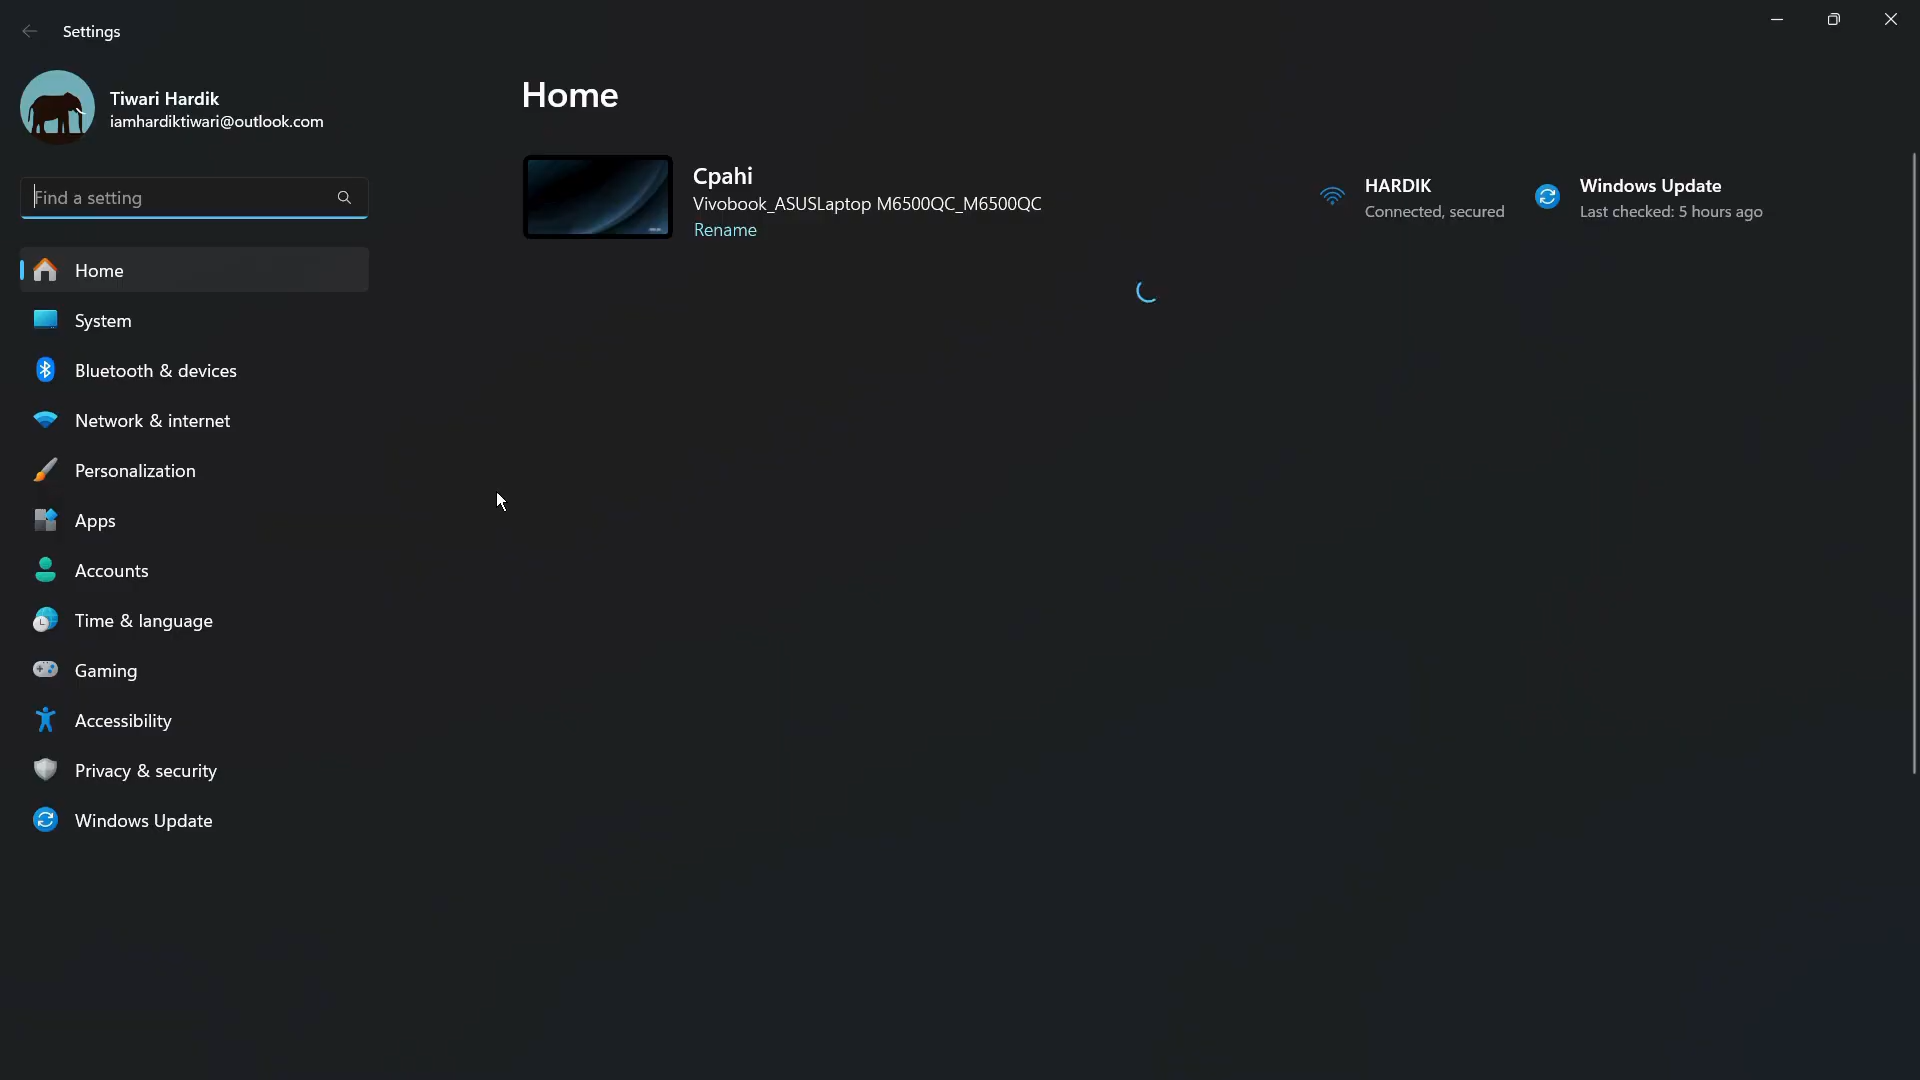 Settings
Tiwari Hardik
iamhardiktiwari@outlook.com
Find a setting
Home
System
Bluetooth & devices
Network & internet
Personalization
Apps
Accounts
Time & language
Gaming
Accessibility
Privacy & security
Windows Update
Home
Cpahi
Vivobook_ASUSLaptop M6500QC_M6500QC
Rename
HARDIK
Connected, secured
Windows Update
Last checked: 5 hours ago